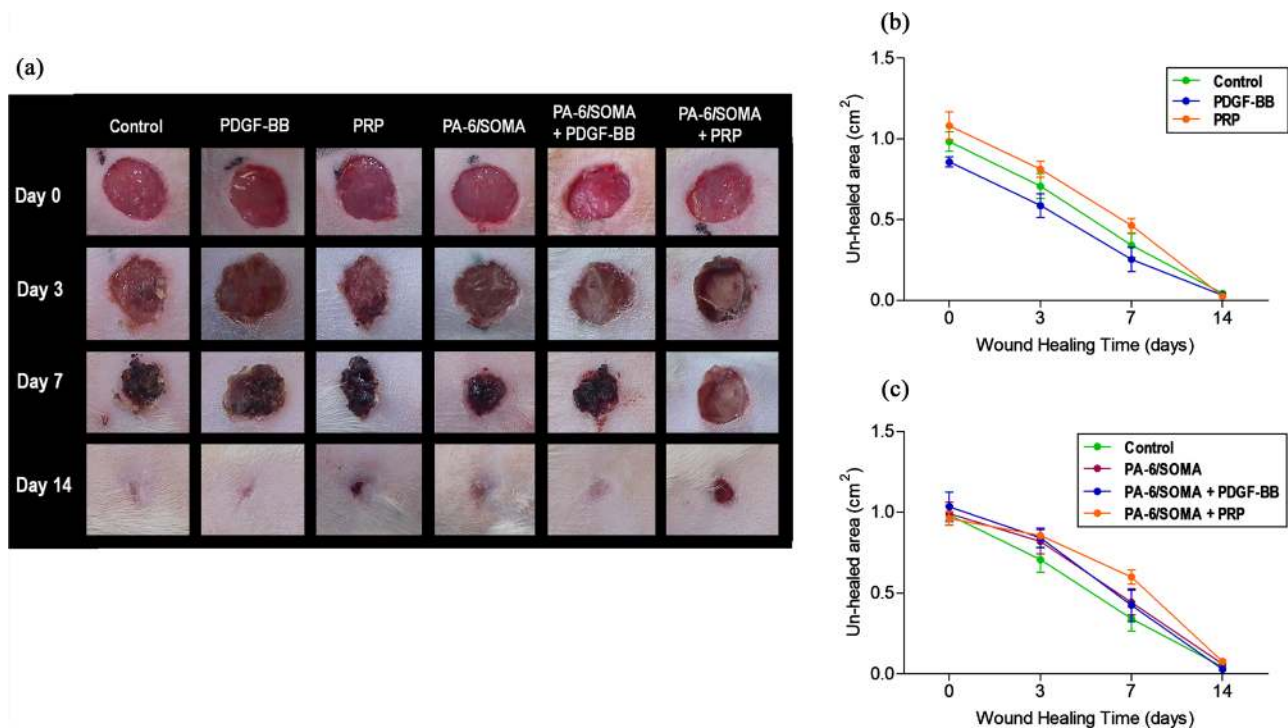 (a)
Control PDGF-BB PRP PA-6/SOMA PA-6/SOMA + PDGF-BB PA-6/SOMA + PRP
Day 0
Day 3
Day 7
Day 14
(b)
Un-healed area (cm²)
1.5
1.0
0.5
0.0
Control
PDGF-BB
PRP
0 3 7 14
Wound Healing Time (days)
(c)
Un-healed area (cm²)
1.5
1.0
0.5
0.0
Control
PA-6/SOMA
PA-6/SOMA + PDGF-BB
PA-6/SOMA + PRP
0 3 7 14
Wound Healing Time (days)